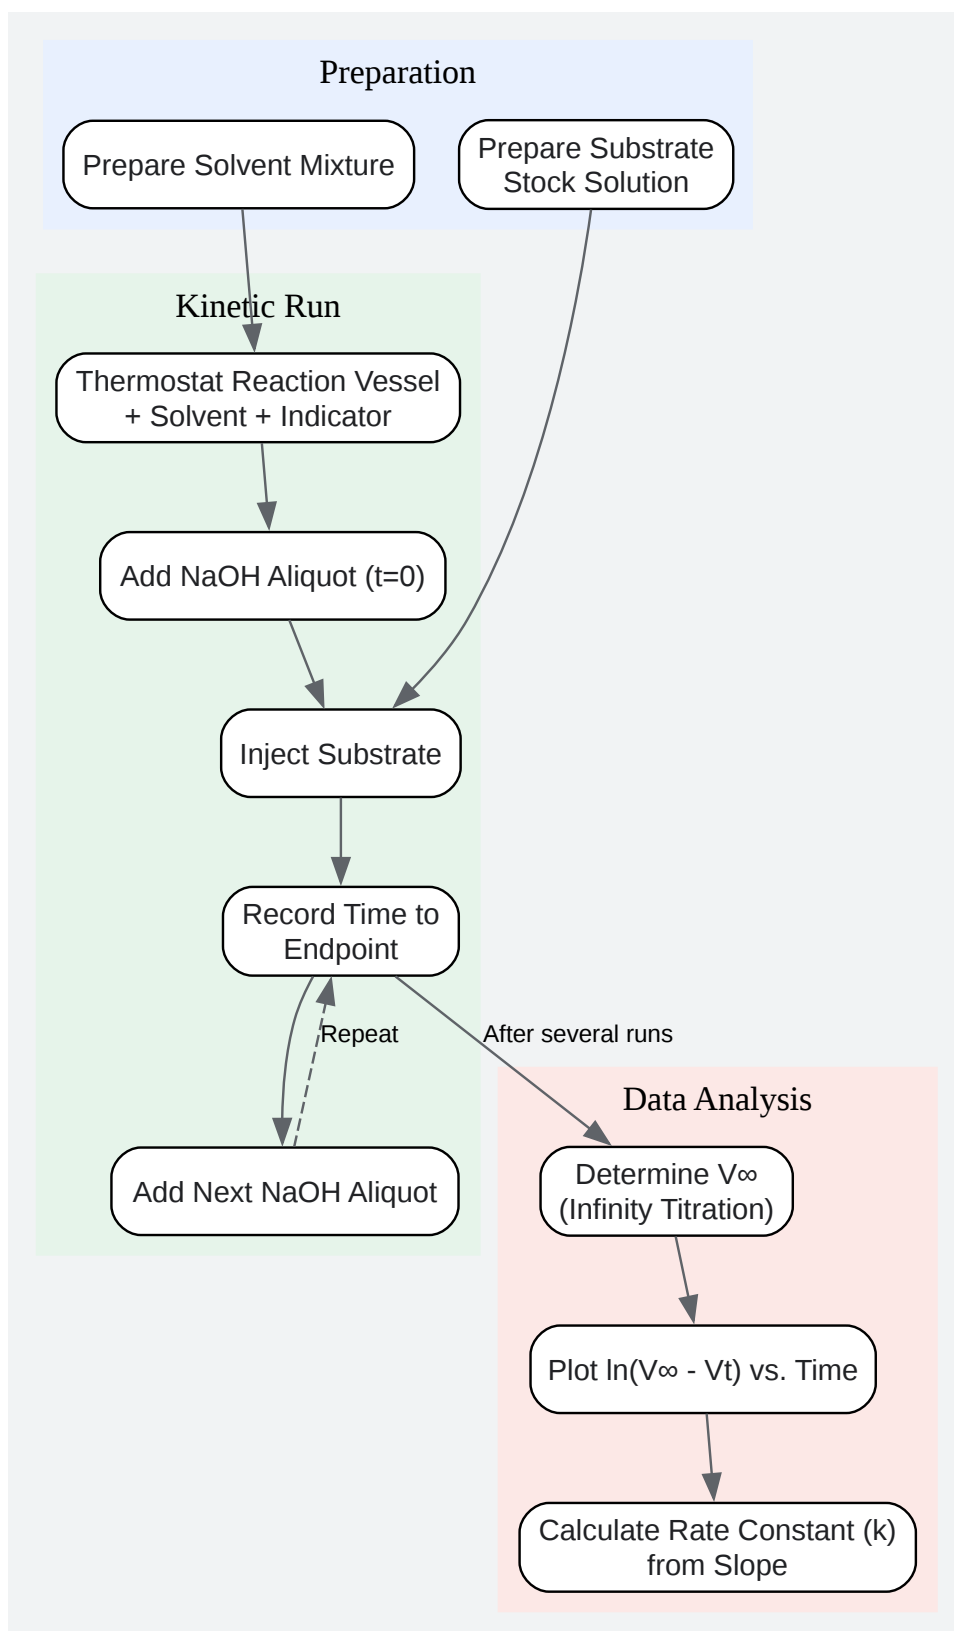 Preparation
Prepare Solvent Mixture
Prepare Substrate
Stock Solution
Kinetic Run
Thermostat Reaction Vessel
+ Solvent + Indicator
Add NaOH Aliquot (t=0)
Inject Substrate
Record Time to
Endpoint
Repeat
After several runs
Add Next NaOH Aliquot
Data Analysis
Determine V∞
(Infinity Titration)
Plot ln(V∞ - Vt) vs. Time
Calculate Rate Constant (k)
from Slope